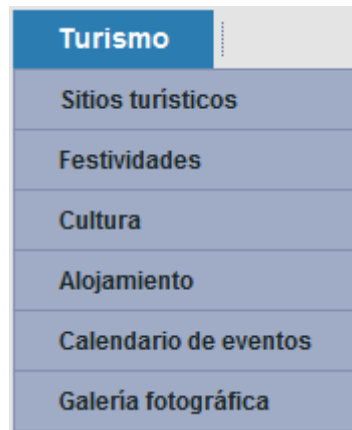 Turismo
Sitios turísticos
Festividades
Cultura
Alojamiento
Calendario de eventos
Galería fotográfica